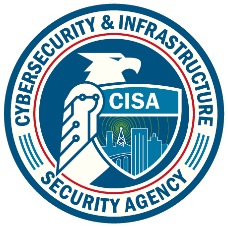 CYBERSECURITY & INFRASTRUCTURE
CISA
SECURITY AGENCY